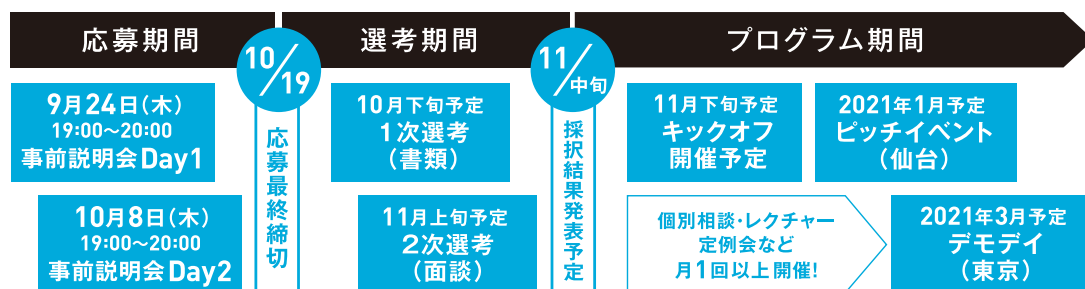 応募期間
10/19
応募最終締切
9月24日(木)
19:00〜20:00
事前説明会 Day1
10月8日(木)
19:00〜20:00
事前説明会 Day2
選考期間
11/中旬
採択結果発表予定
10月下旬予定
1次選考
(書類)
11月上旬予定
2次選考
(面談)
プログラム期間
11月下旬予定
キックオフ
開催予定
2021年1月予定
ピッチイベント
(仙台)
個別相談・レクチャー
定例会など
月1回以上開催!
2021年3月予定
デモデイ
(東京)